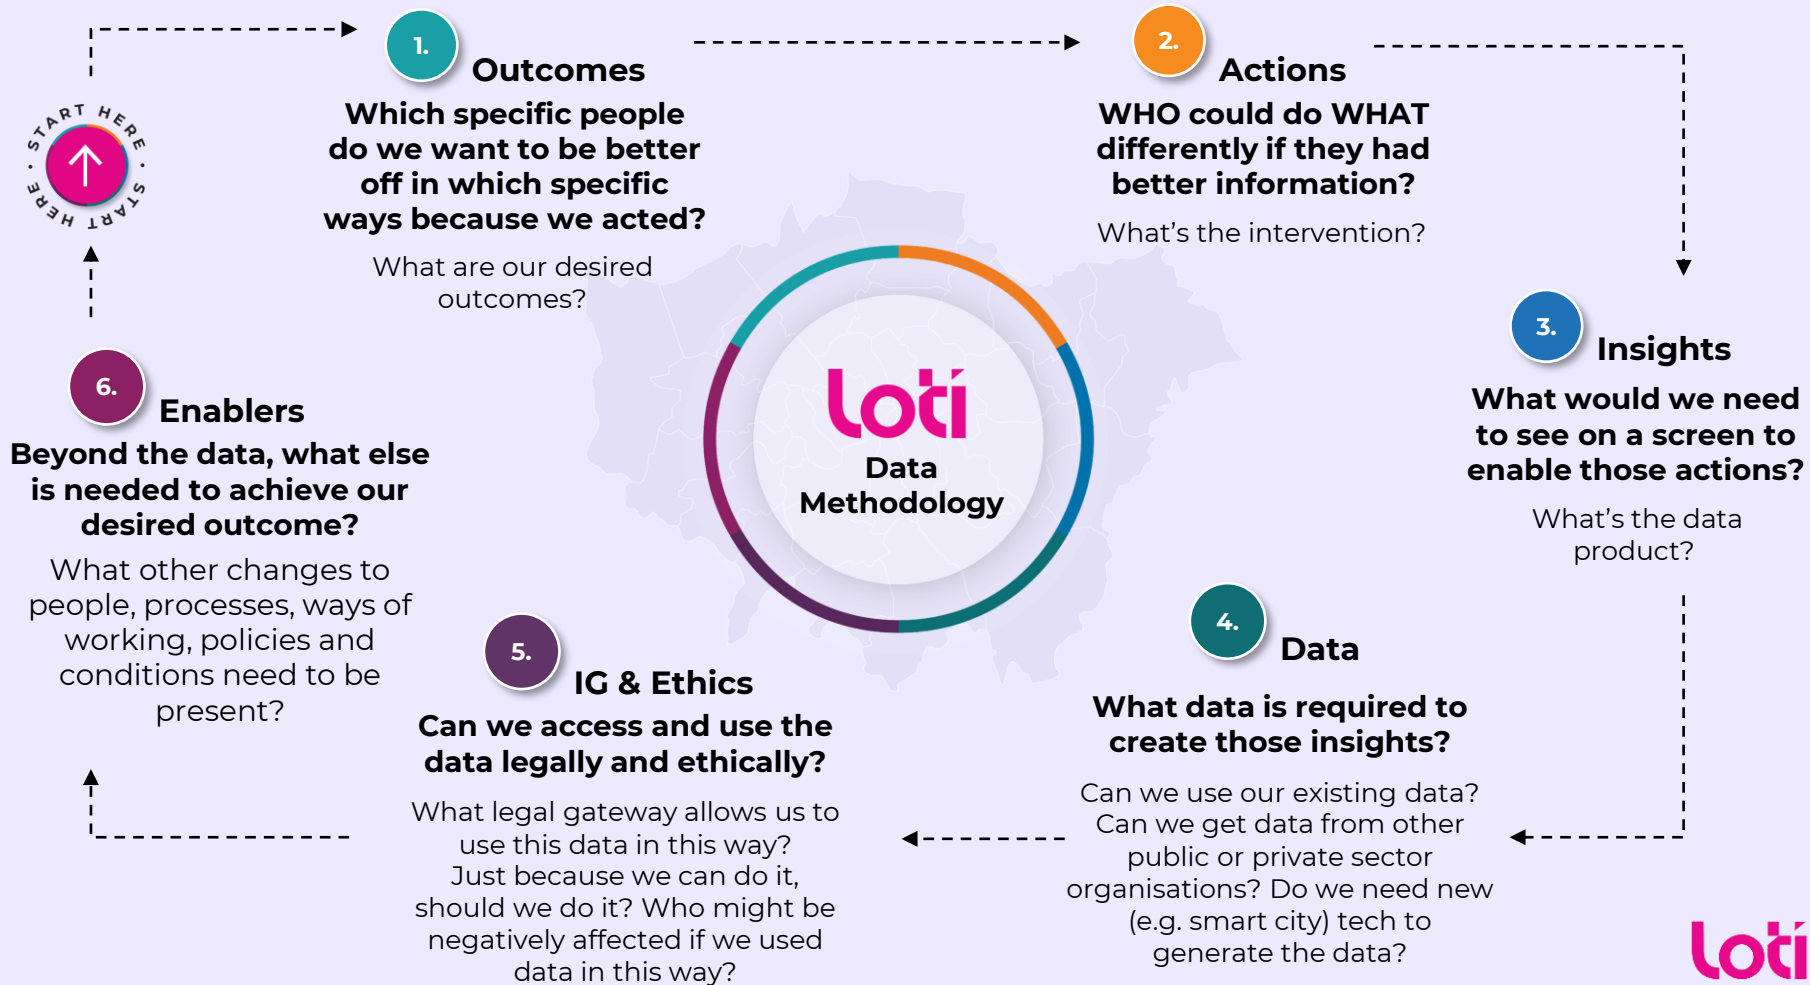 START HERE · START HERE ·
1.
Outcomes
Which specific people
do we want to be better
off in which specific
ways because we acted?
What are our desired
outcomes?
2.
Actions
WHO could do WHAT
differently if they had
better information?
What's the intervention?
3.
Insights
What would we need
to see on a screen to
enable those actions?
What's the data
product?
4.
Data
What data is required to
create those insights?
Can we use our existing data?
Can we get data from other
public or private sector
organisations? Do we need new
(e.g. smart city) tech to
generate the data?
5.
IG & Ethics
Can we access and use the
data legally and ethically?
What legal gateway allows us to
use this data in this way?
Just because we can do it,
should we do it? Who might be
negatively affected if we used
data in this way?
6.
Enablers
Beyond the data, what else
is needed to achieve our
desired outcome?
What other changes to
people, processes, ways of
working, policies and
conditions need to be
present?
loti
Data
Methodology
loti